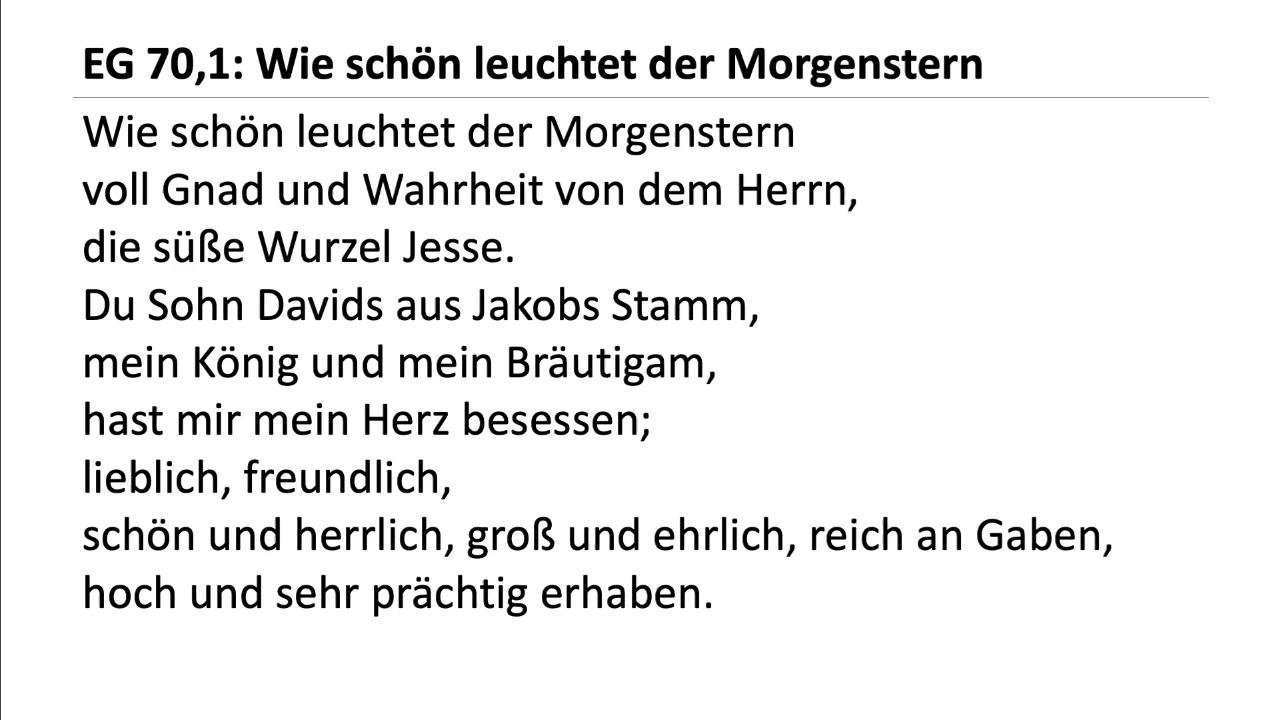 EG 70,1: Wie schön leuchtet der Morgenstern
Wie schön leuchtet der Morgenstern
voll Gnad und Wahrheit von dem Herrn,
die süße Wurzel Jesse.
Du Sohn Davids aus Jakobs Stamm,
mein König und mein Bräutigam,
hast mir mein Herz besessen;
lieblich, freundlich,
schön und herrlich, groß und ehrlich, reich an Gaben,
hoch und sehr prächtig erhaben.